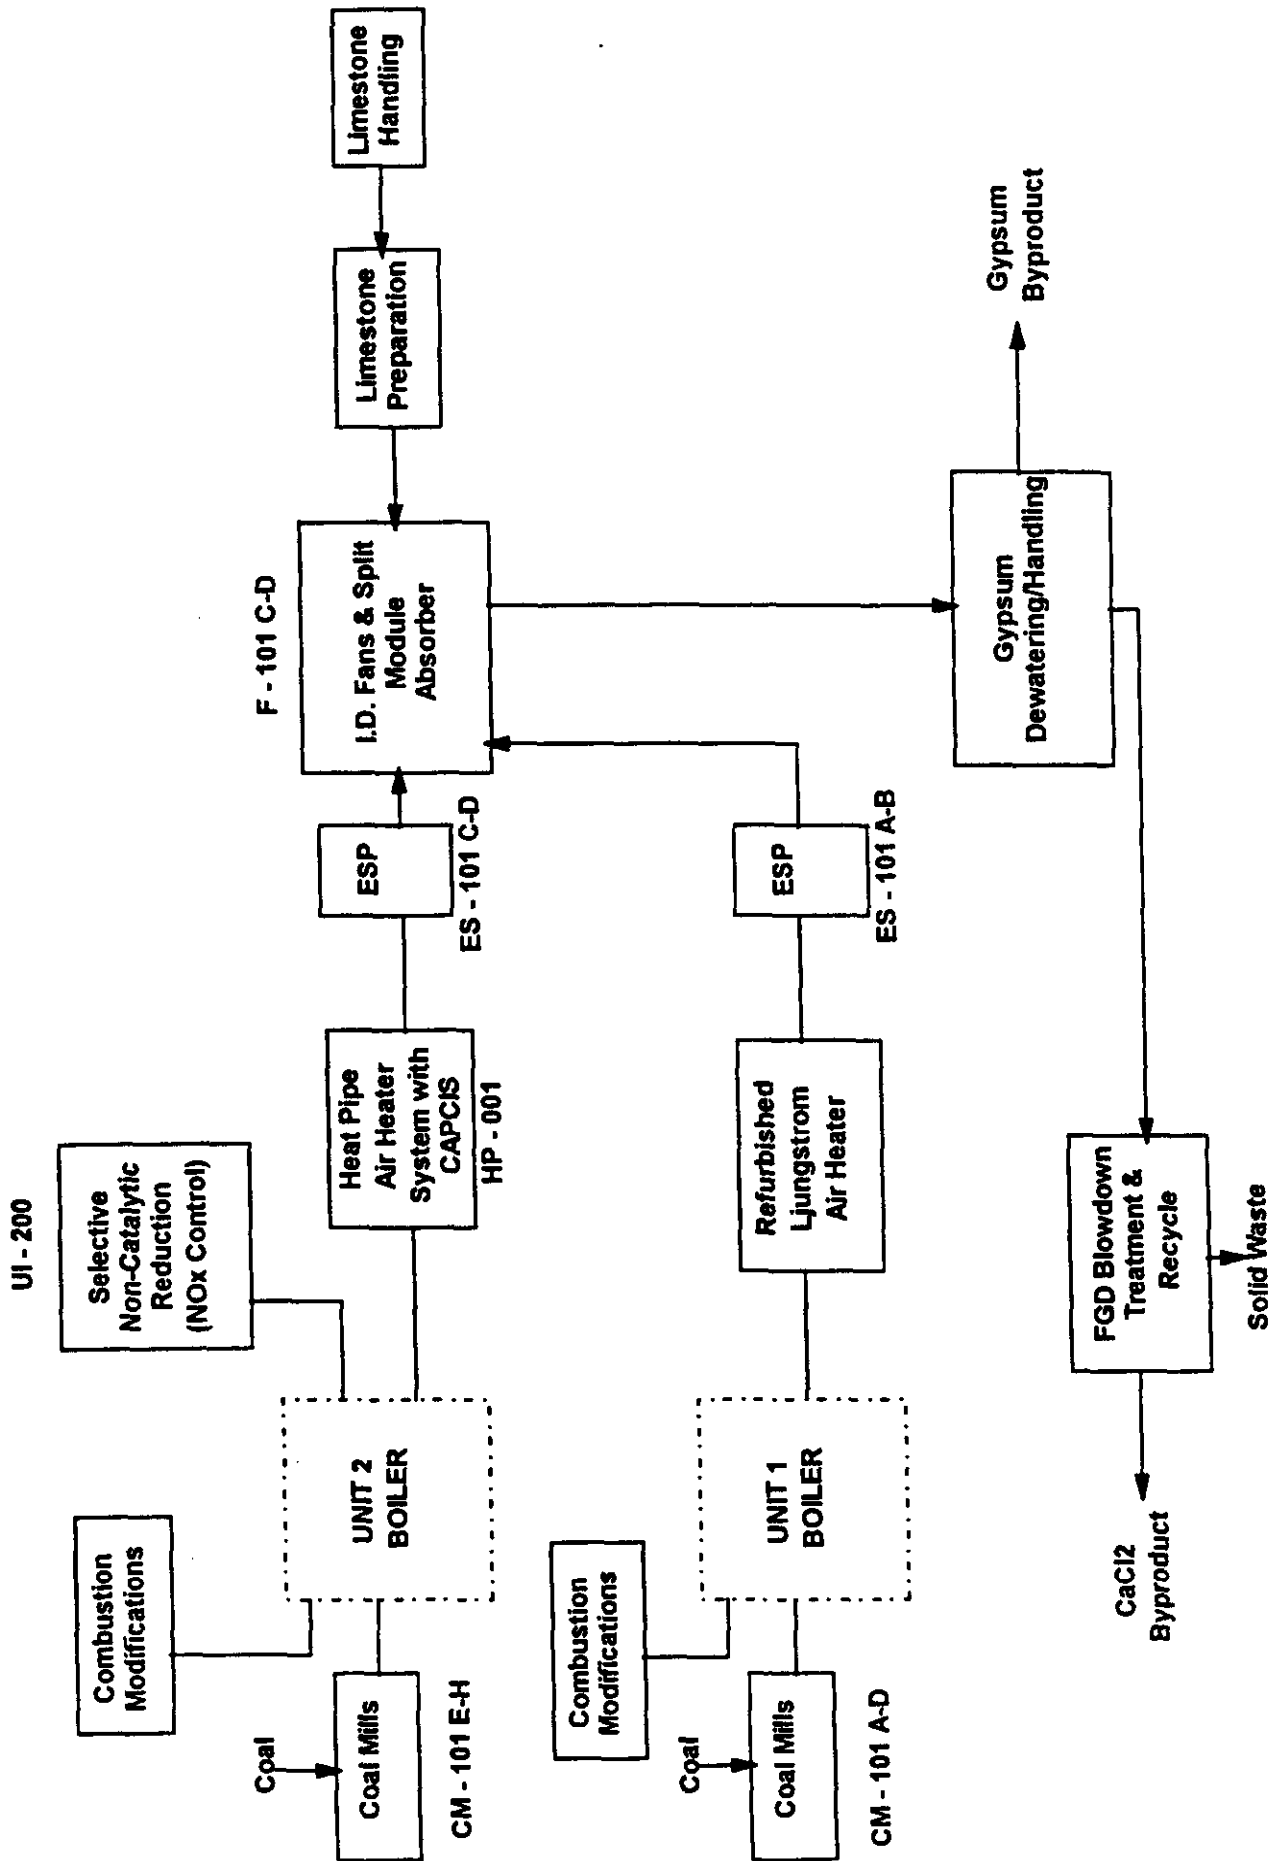 UI - 200
Selective
Non-Catalytic
Reduction
(NOx Control)
Combustion
Modifications
F - 101 C-D
Coal
Coal Mills
CM - 101 E-H
UNIT 2
BOILER
Heat Pipe
Air Heater
System with
CAPCIS
HP - 001
ESP
ES - 101 C-D
I.D. Fans & Split
Module
Absorber
Limestone
Preparation
Limestone
Handling
Combustion
Modifications
Coal
Coal Mills
CM - 101 A-D
UNIT 1
BOILER
Refurbished
Ljungstrom
Air Heater
ESP
ES - 101 A-B
Gypsum
Dewatering/Handling
Gypsum
Byproduct
CaCl2
Byproduct
FGD Blowdown
Treatment &
Recycle
Solid Waste